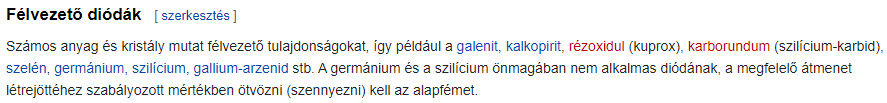 Félvezető diódák [ szerkesztés ]
Számos anyag és kristály mutat félvezető tulajdonságokat, így például a galenit, kalkopirit, rézoxidul (kuprox), karborundum (szilícium-karbid),
szelén, germánium, szilícium, gallium-arzenid stb. A germánium és a szilícium önmagában nem alkalmas diódának, a megfelelő átmenet
létrejöttéhez szabályozott mértékben ötvözni (szennyezni) kell az alapfémet.